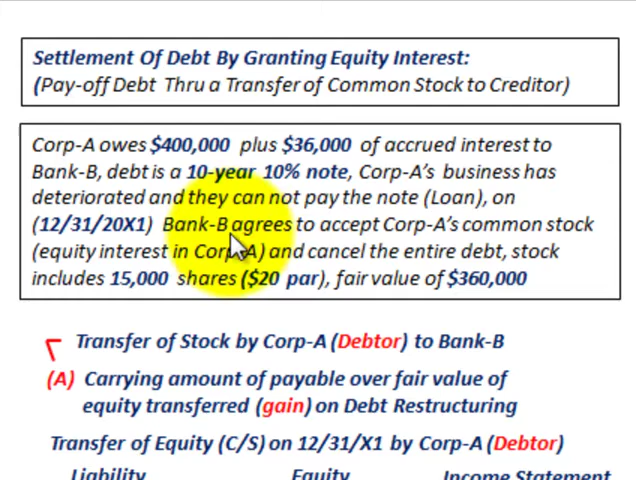 Settlement Of Debt By Granting Equity Interest:
(Pay-off Debt Thru a Transfer of Common Stock to Creditor)
Corp-A owes $400,000 plus $36,000 of accrued interest to
Bank-B, debt is a 10-year 10% note, Corp-A's business has
deteriorated and they can not pay the note (Loan), on
(12/31/20X1) Bank-B agrees to accept Corp-A's common stock
(equity interest in Corp-A) and cancel the entire debt, stock
includes 15,000 shares ($20 par), fair value of $360,000
Transfer of Stock by Corp-A (Debtor) to Bank-B
(A) Carrying amount of payable over fair value of
equity transferred (gain) on Debt Restructuring
Transfer of Equity (C/S) on 12/31/X1 by Corp-A (Debtor)
Liability Equity Income Statement